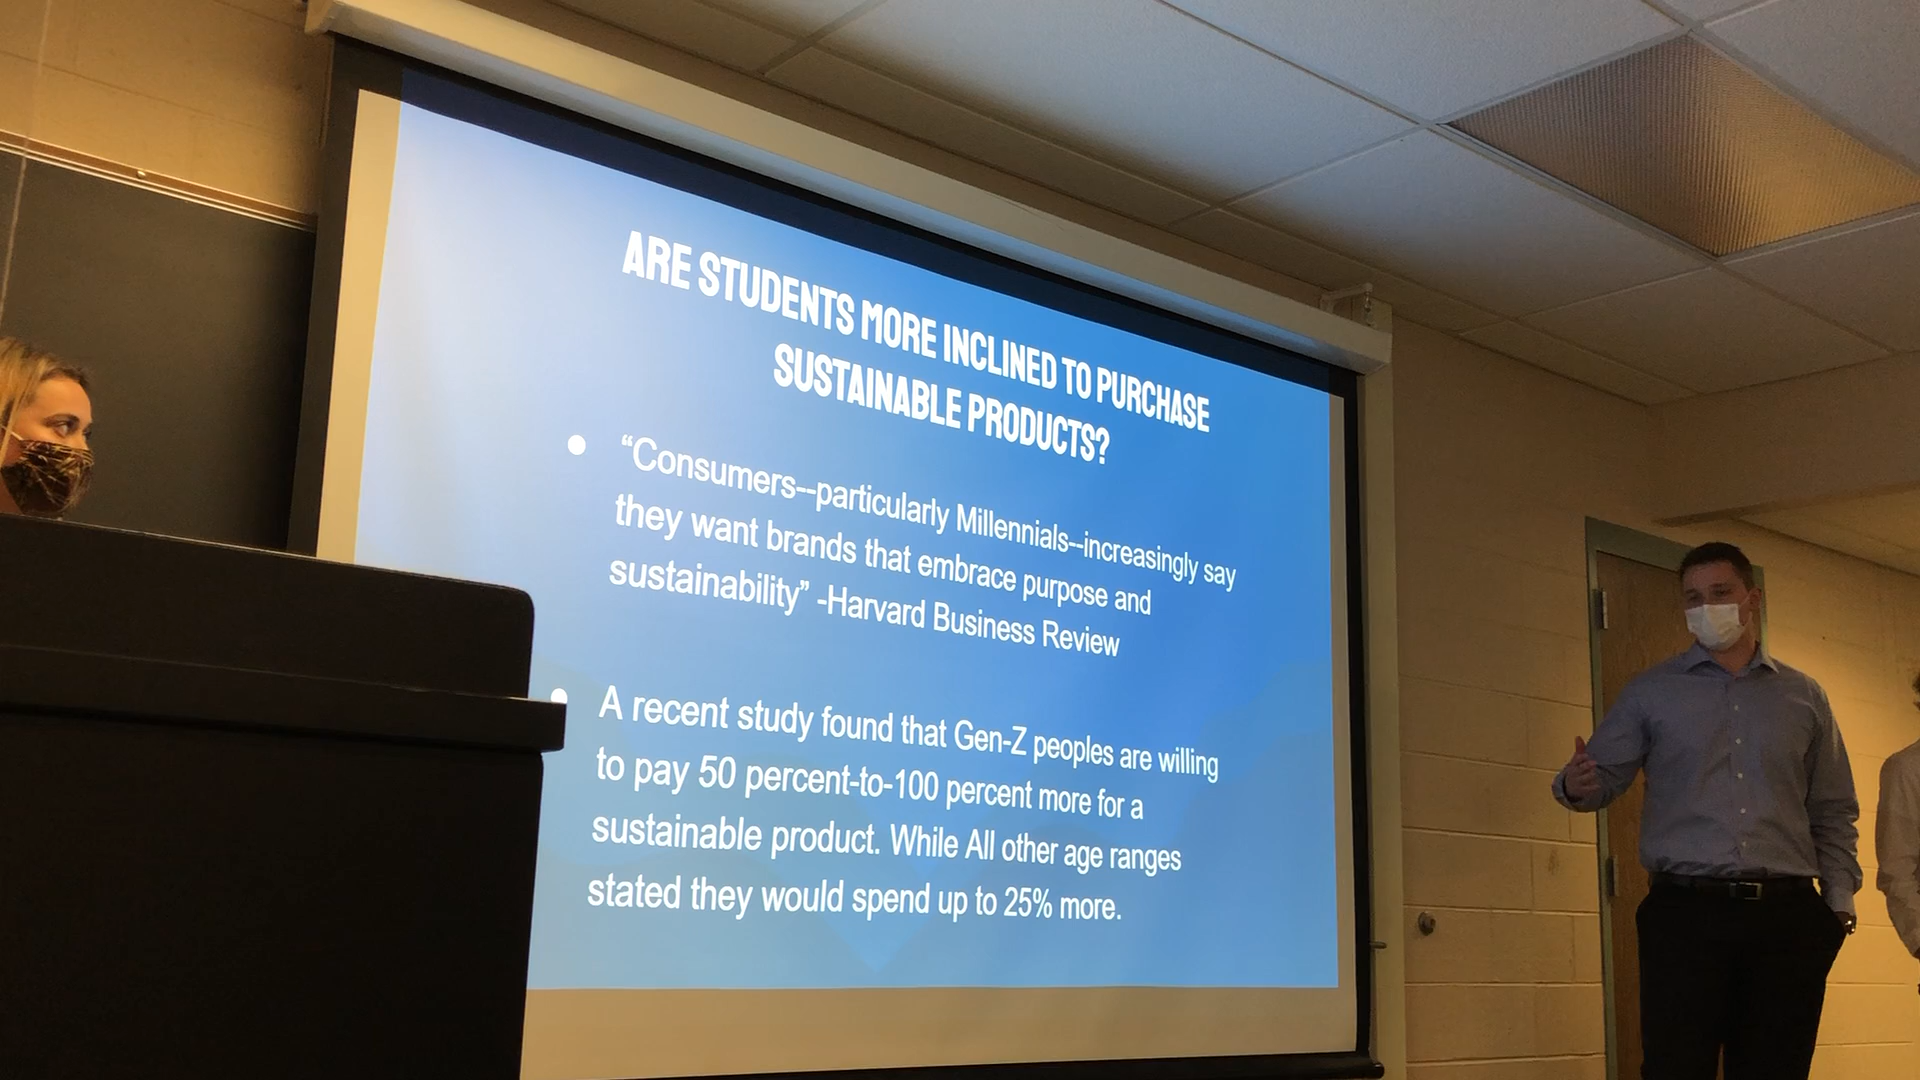 ARE STUDENTS MORE INCLINED TO PURCHASE
SUSTAINABLE PRODUCTS?
● “Consumers--particularly Millennials--increasingly say
they want brands that embrace purpose and
sustainability” -Harvard Business Review
● A recent study found that Gen-Z peoples are willing
to pay 50 percent-to-100 percent more for a
sustainable product. While All other age ranges
stated they would spend up to 25% more.